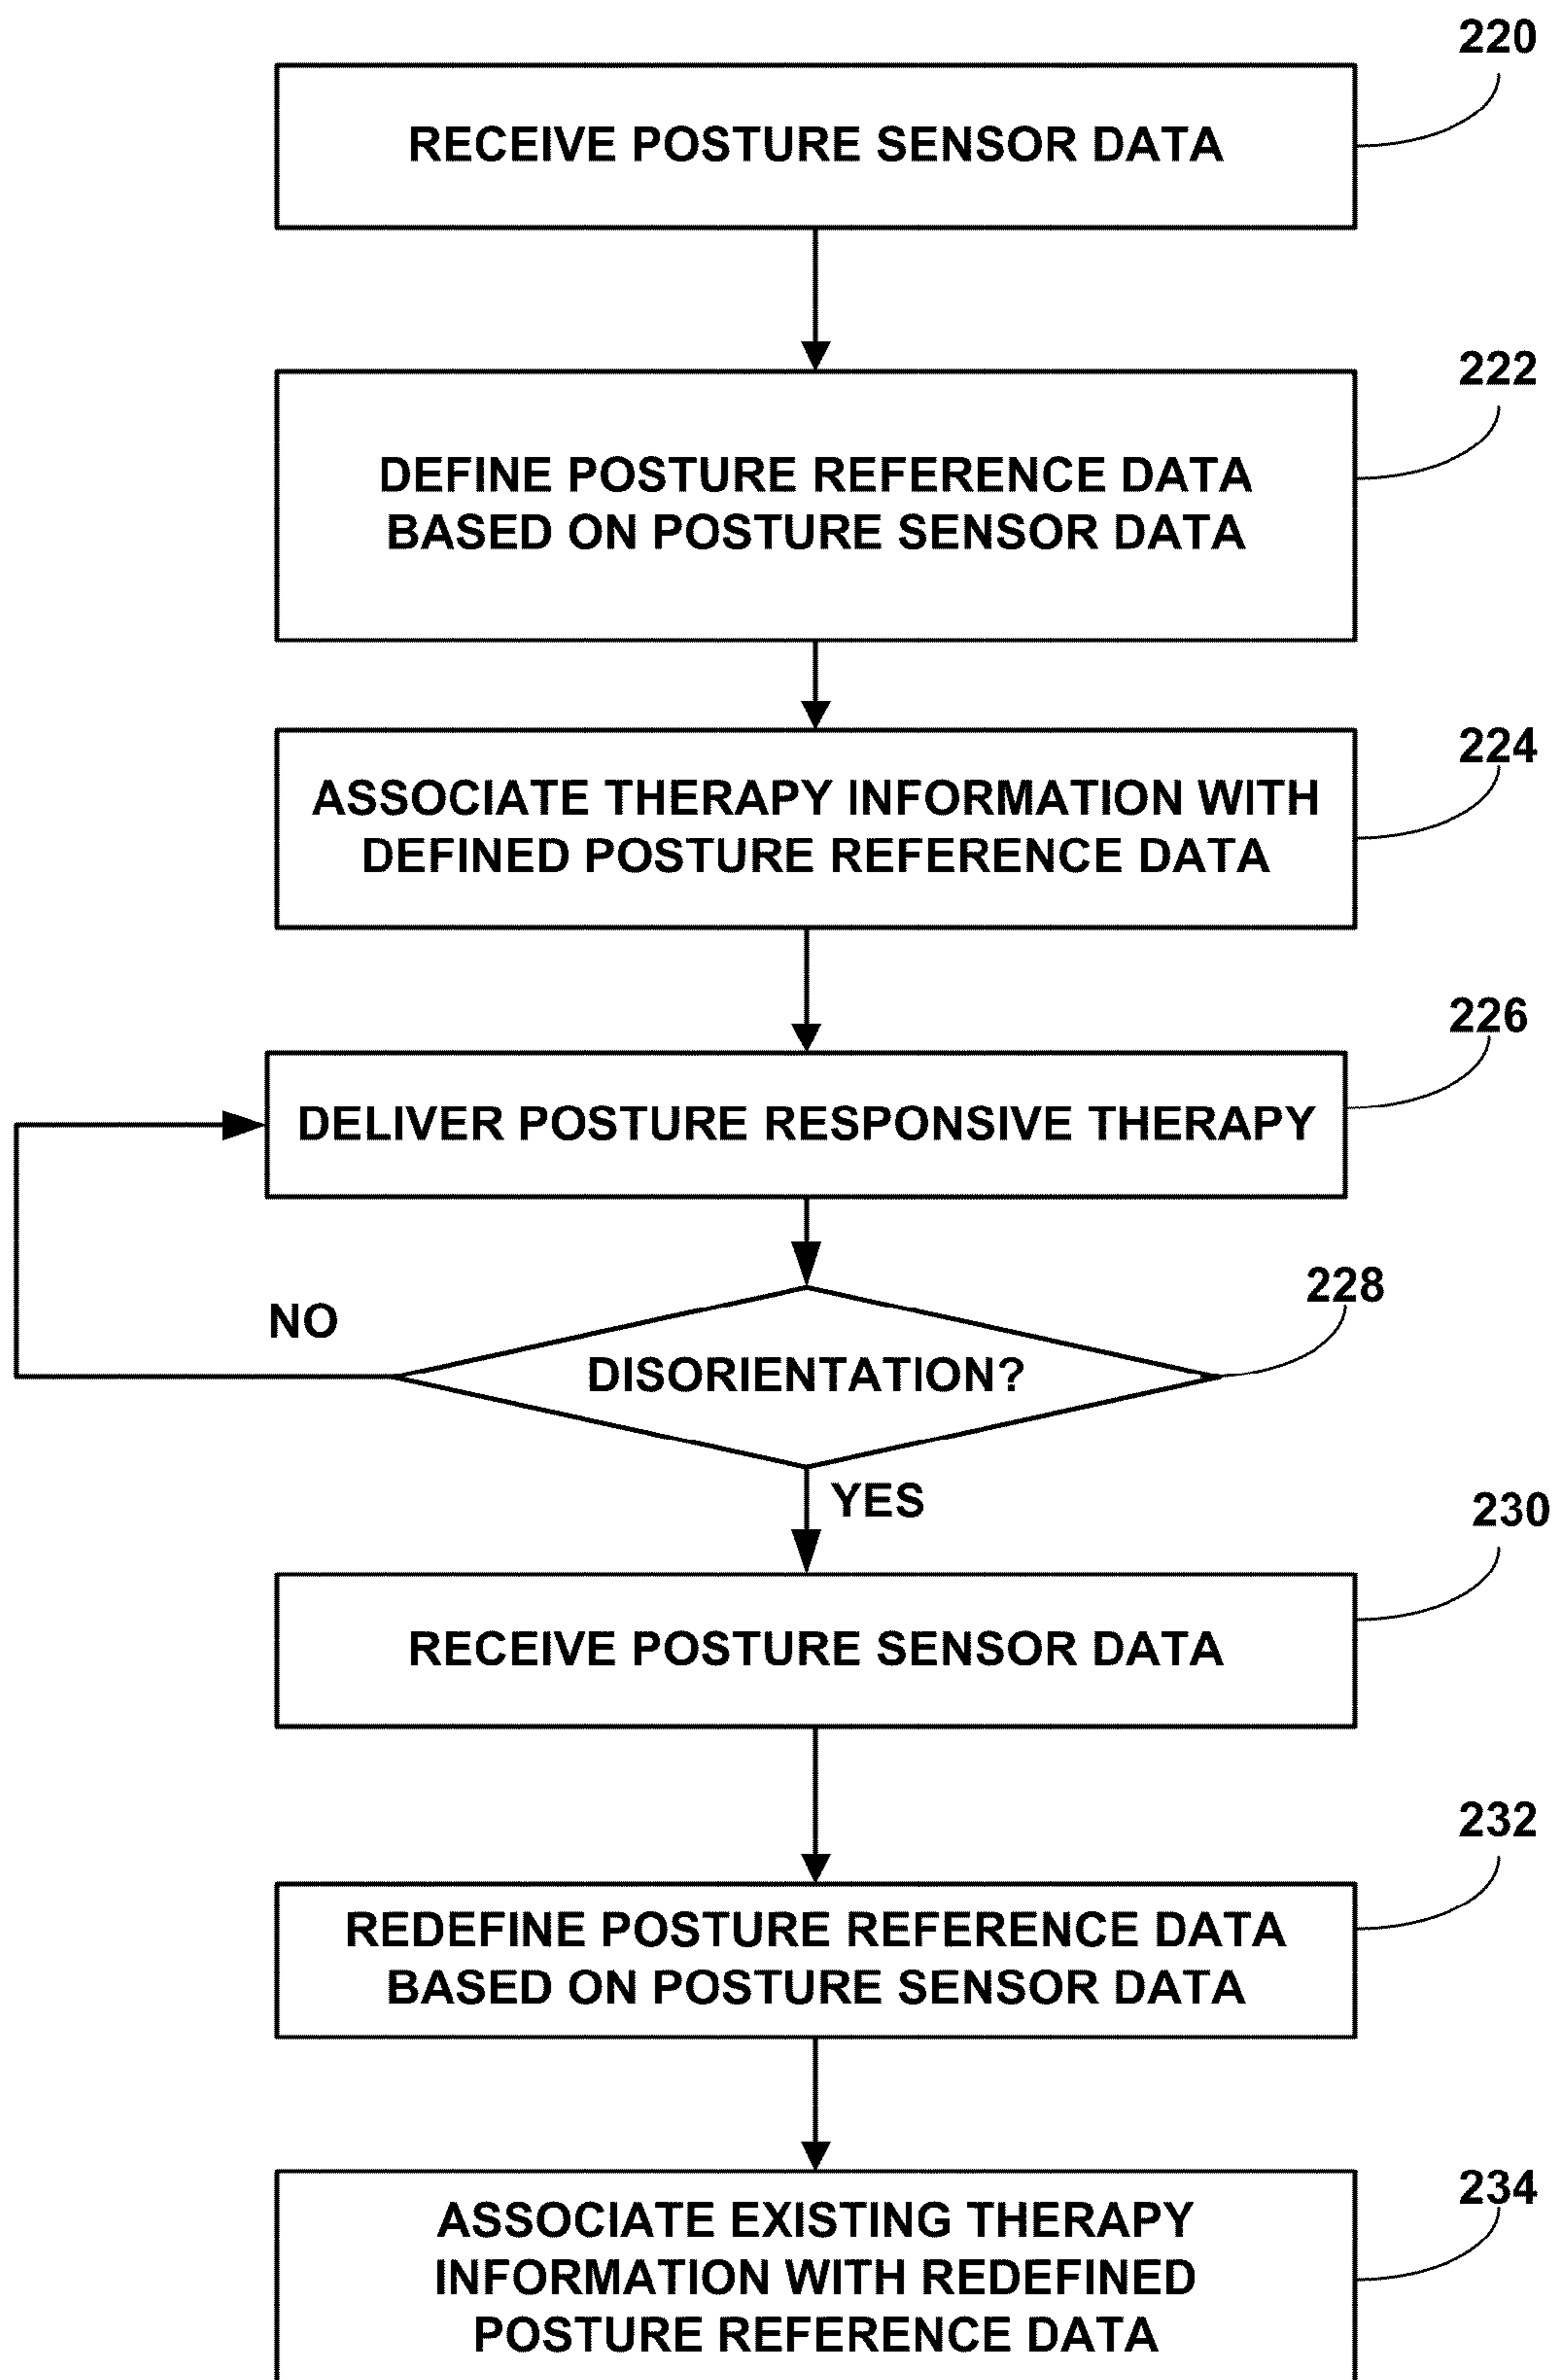 220
RECEIVE POSTURE SENSOR DATA
222
DEFINE POSTURE REFERENCE DATA
BASED ON POSTURE SENSOR DATA
224
ASSOCIATE THERAPY INFORMATION WITH
DEFINED POSTURE REFERENCE DATA
226
DELIVER POSTURE RESPONSIVE THERAPY
228
NO
DISORIENTATION?
YES
230
RECEIVE POSTURE SENSOR DATA
232
REDEFINE POSTURE REFERENCE DATA
BASED ON POSTURE SENSOR DATA
234
ASSOCIATE EXISTING THERAPY
INFORMATION WITH REDEFINED
POSTURE REFERENCE DATA